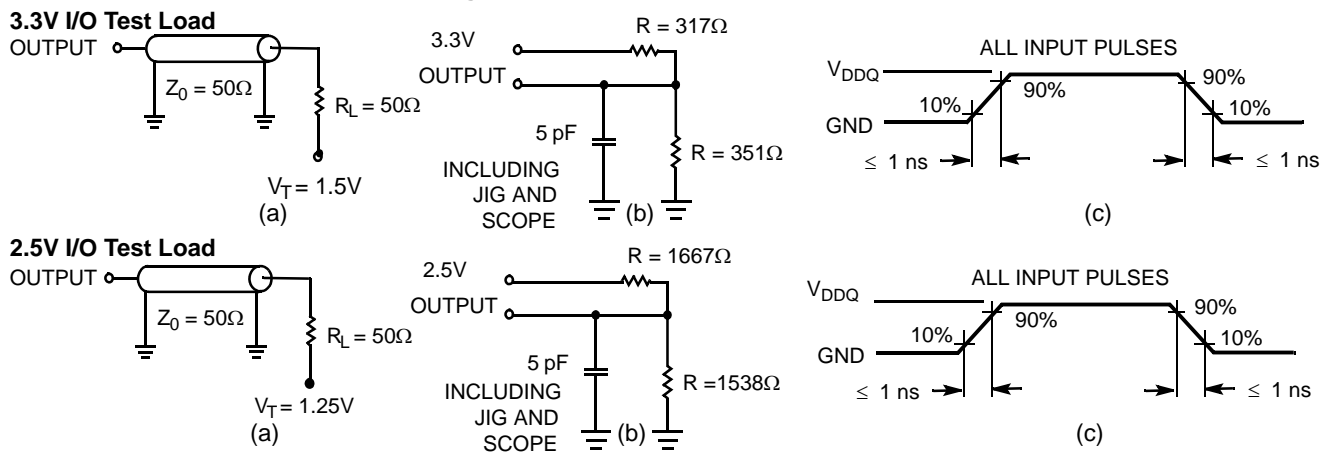 3.3V I/O Test Load
OUTPUT
Z0 = 50Ω
RL = 50Ω
VT = 1.5V
(a)
R = 317Ω
3.3V
OUTPUT
5 pF
R = 351Ω
INCLUDING
JIG AND
SCOPE
(b)
ALL INPUT PULSES
VDDQ
90%
90%
10%
10%
GND
≤ 1 ns
≤ 1 ns
(c)
2.5V I/O Test Load
OUTPUT
Z0 = 50Ω
RL = 50Ω
VT = 1.25V
(a)
R = 1667Ω
2.5V
OUTPUT
5 pF
R =1538Ω
INCLUDING
JIG AND
SCOPE
(b)
ALL INPUT PULSES
VDDQ
90%
90%
10%
10%
GND
≤ 1 ns
≤ 1 ns
(c)